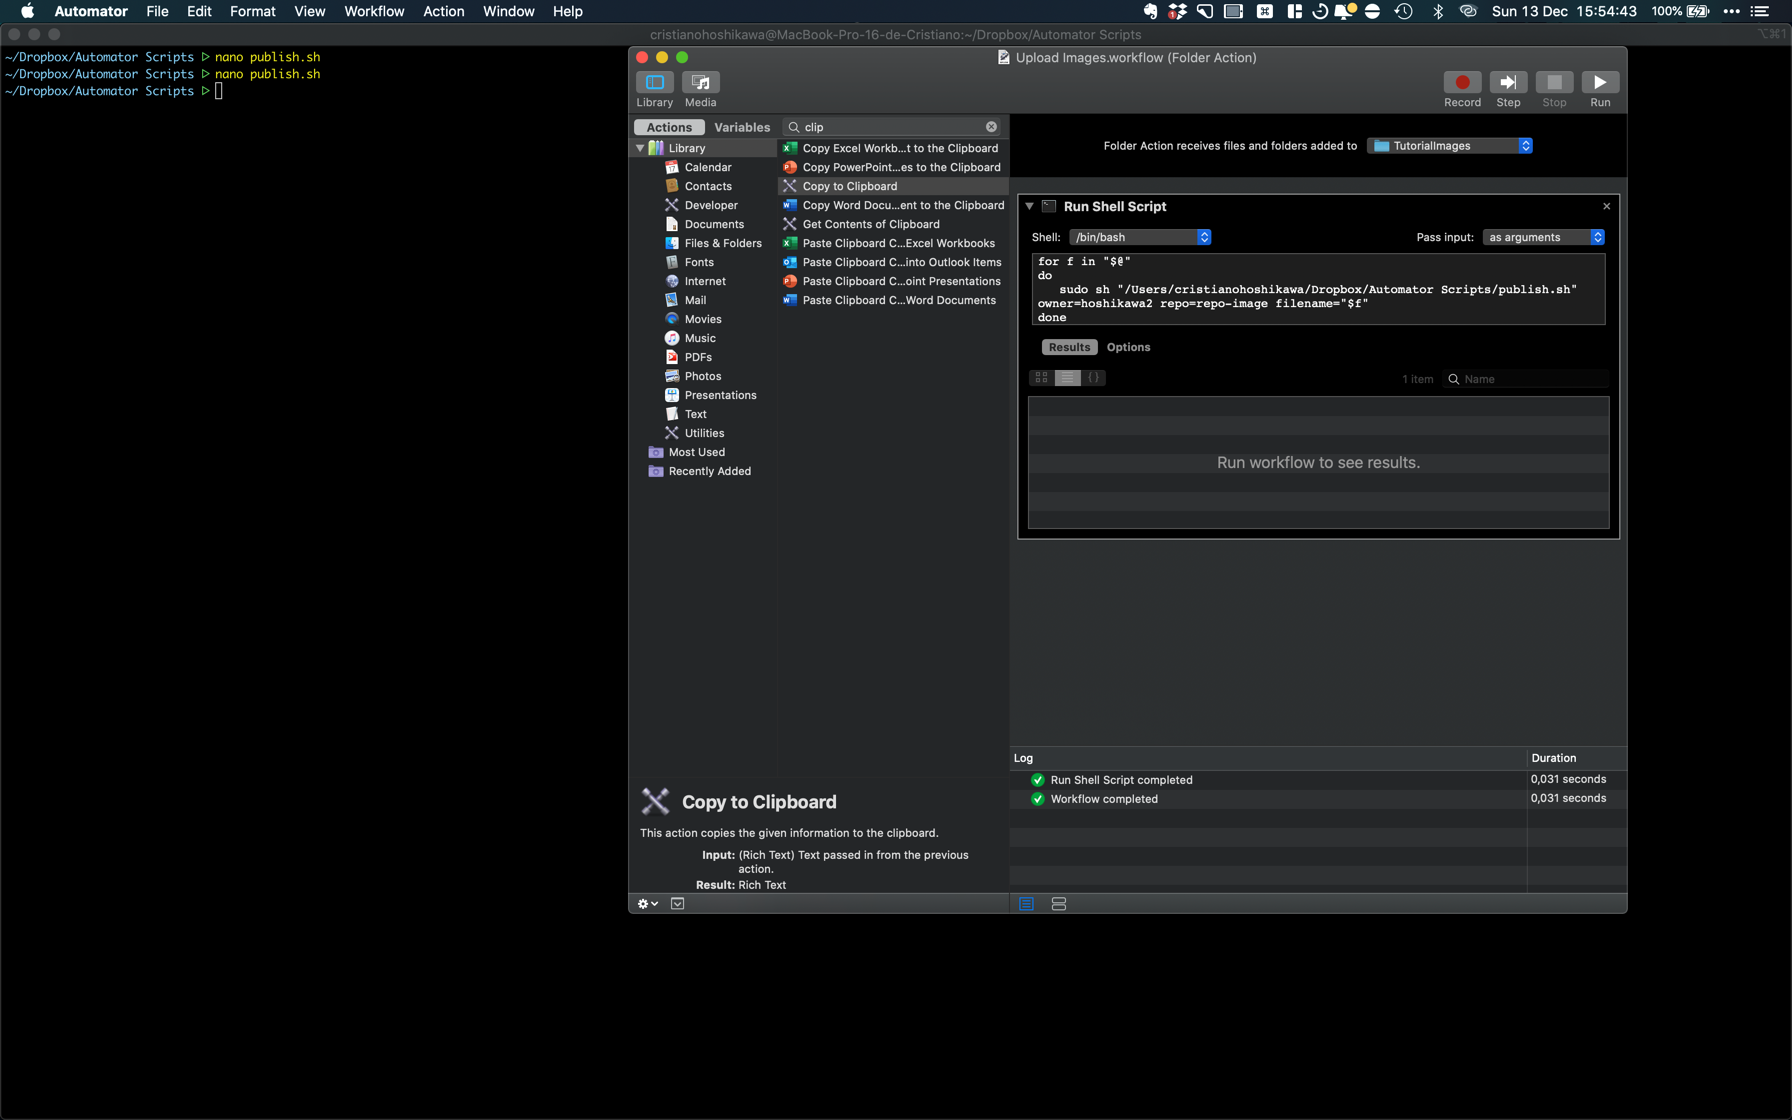 Automator File Edit Format View Workflow Action Window Help
Sun 13 Dec 15:54:43 100%
cristianohoshikawa@MacBook-Pro-16-de-Cristiano:~/Dropbox/Automator Scripts
⌥⌘1
~/Dropbox/Automator Scripts ▷ nano publish.sh
~/Dropbox/Automator Scripts ▷ nano publish.sh
~/Dropbox/Automator Scripts ▷
Upload Images.workflow (Folder Action)
Library Media
Record Step Stop Run
Actions Variables clip
Library
Calendar
Contacts
Developer
Documents
Files & Folders
Fonts
Internet
Mail
Movies
Music
PDFs
Photos
Presentations
Text
Utilities
Most Used
Recently Added
Copy Excel Workb...t to the Clipboard
Copy PowerPoint...es to the Clipboard
Copy to Clipboard
Copy Word Docu...ent to the Clipboard
Get Contents of Clipboard
Paste Clipboard C...Excel Workbooks
Paste Clipboard C...into Outlook Items
Paste Clipboard C...oint Presentations
Paste Clipboard C...Word Documents
Folder Action receives files and folders added to TutorialImages
Run Shell Script
Shell: /bin/bash Pass input: as arguments
for f in "$@"
do
sudo sh "/Users/cristianohoshikawa/Dropbox/Automator Scripts/publish.sh"
owner=hoshikawa2 repo=repo-image filename="$f"
done
Results Options
1 item Name
Run workflow to see results.
Log Duration
Run Shell Script completed 0,031 seconds
Workflow completed 0,031 seconds
Copy to Clipboard
This action copies the given information to the clipboard.
Input: (Rich Text) Text passed in from the previous
action.
Result: Rich Text